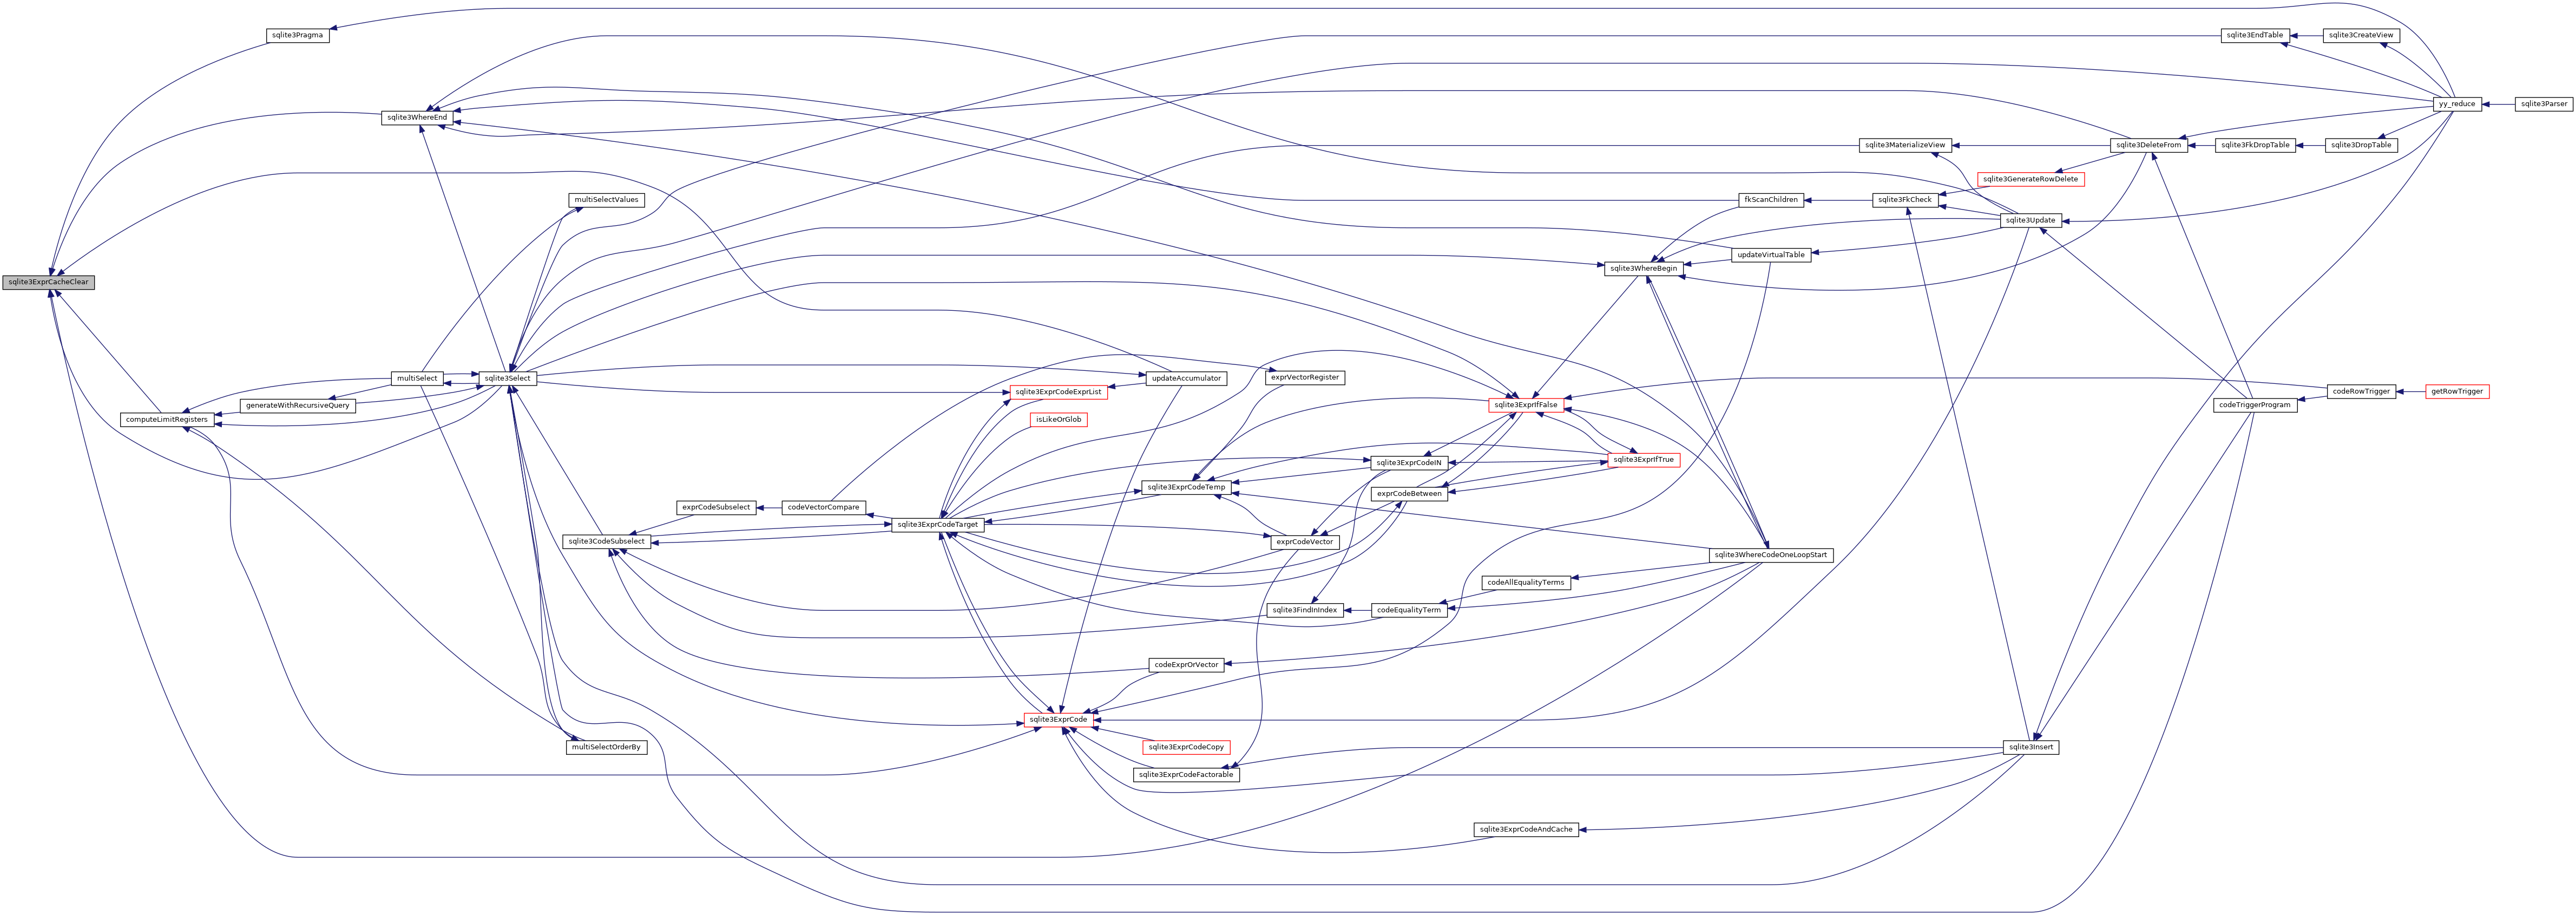 sqlite3Pragma
sqlite3EndTable
sqlite3CreateView
yy_reduce
sqlite3Parser
sqlite3WhereEnd
sqlite3MaterializeView
sqlite3DeleteFrom
sqlite3FkDropTable
sqlite3DropTable
sqlite3GenerateRowDelete
multiSelectValues
fkScanChildren
sqlite3FkCheck
sqlite3Update
updateVirtualTable
sqlite3WhereBegin
sqlite3ExprCacheClear
multiSelect
sqlite3Select
updateAccumulator
exprVectorRegister
sqlite3ExprCodeExprList
codeRowTrigger
getRowTrigger
generateWithRecursiveQuery
sqlite3ExprIfFalse
codeTriggerProgram
computeLimitRegisters
isLikeOrGlob
sqlite3ExprCodeIN
sqlite3ExprIfTrue
sqlite3ExprCodeTemp
exprCodeBetween
exprCodeSubselect
codeVectorCompare
sqlite3ExprCodeTarget
sqlite3CodeSubselect
exprCodeVector
sqlite3WhereCodeOneLoopStart
codeAllEqualityTerms
sqlite3FindInIndex
codeEqualityTerm
codeExprOrVector
sqlite3ExprCode
multiSelectOrderBy
sqlite3ExprCodeCopy
sqlite3Insert
sqlite3ExprCodeFactorable
sqlite3ExprCodeAndCache